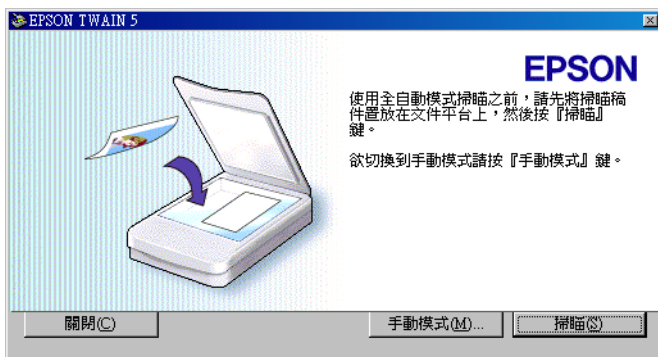 EPSON TWAIN 5
EPSON
使用全自動模式掃瞄之前，請先將掃瞄稿
件置放在文件平台上，然後按『掃瞄』
鍵。
欲切換到手動模式請按『手動模式』鍵。
關閉(C)
手動模式(M)...
掃瞄(S)